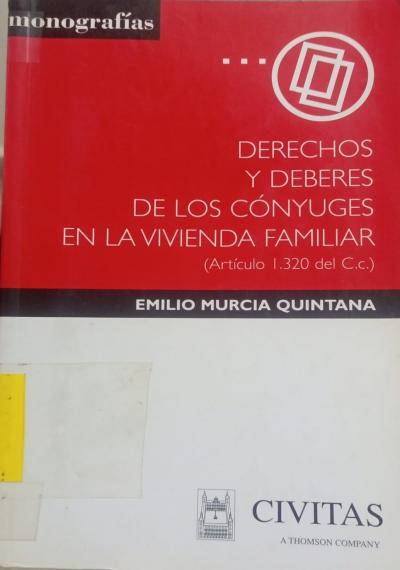 monografías
DERECHOS
Y DEBERES
DE LOS CÓNYUGES
EN LA VIVIENDA FAMILIAR
(Artículo 1.320 del C.c.)
EMILIO MURCIA QUINTANA
CIVITAS
A THOMSON COMPANY